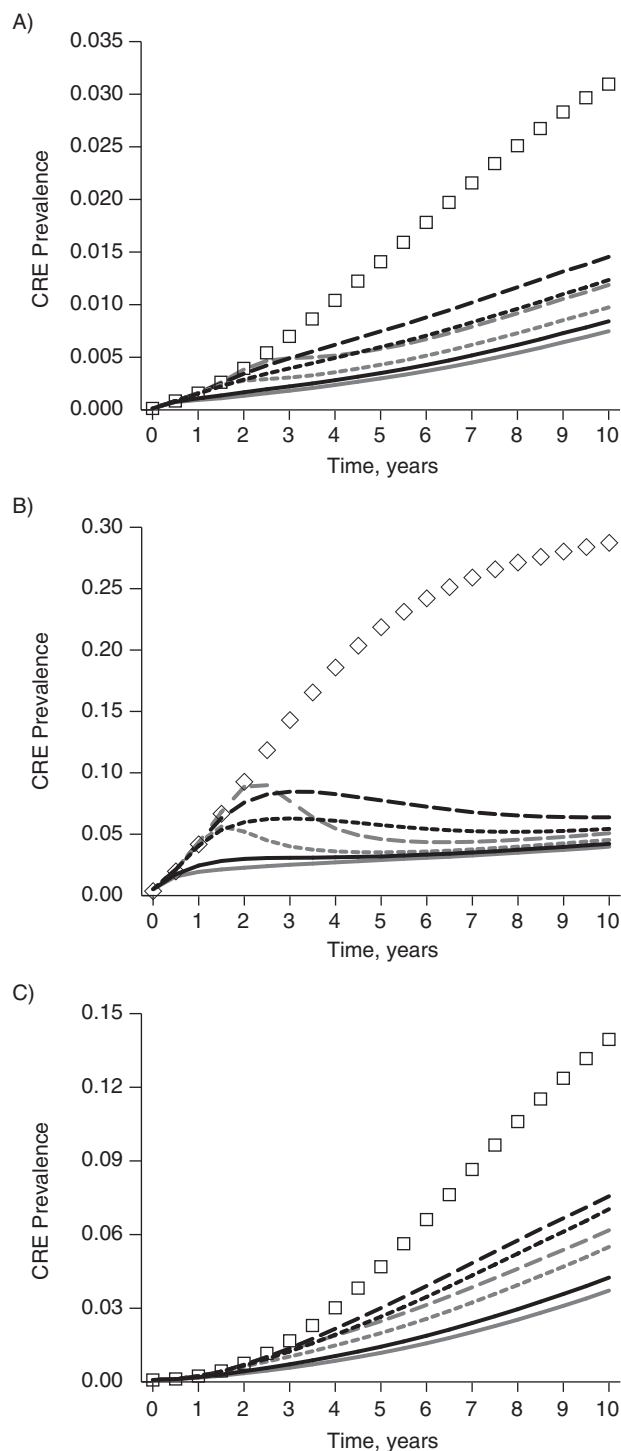 A)
0.035
0.030
0.025
0.020
0.015
0.010
0.005
0.000
CRE Prevalence
0 1 2 3 4 5 6 7 8 9 10
Time, years
B)
0.30
0.25
0.20
0.15
0.10
0.05
0.00
CRE Prevalence
0 1 2 3 4 5 6 7 8 9 10
Time, years
C)
0.15
0.12
0.09
0.06
0.03
0.00
CRE Prevalence
0 1 2 3 4 5 6 7 8 9 10
Time, years